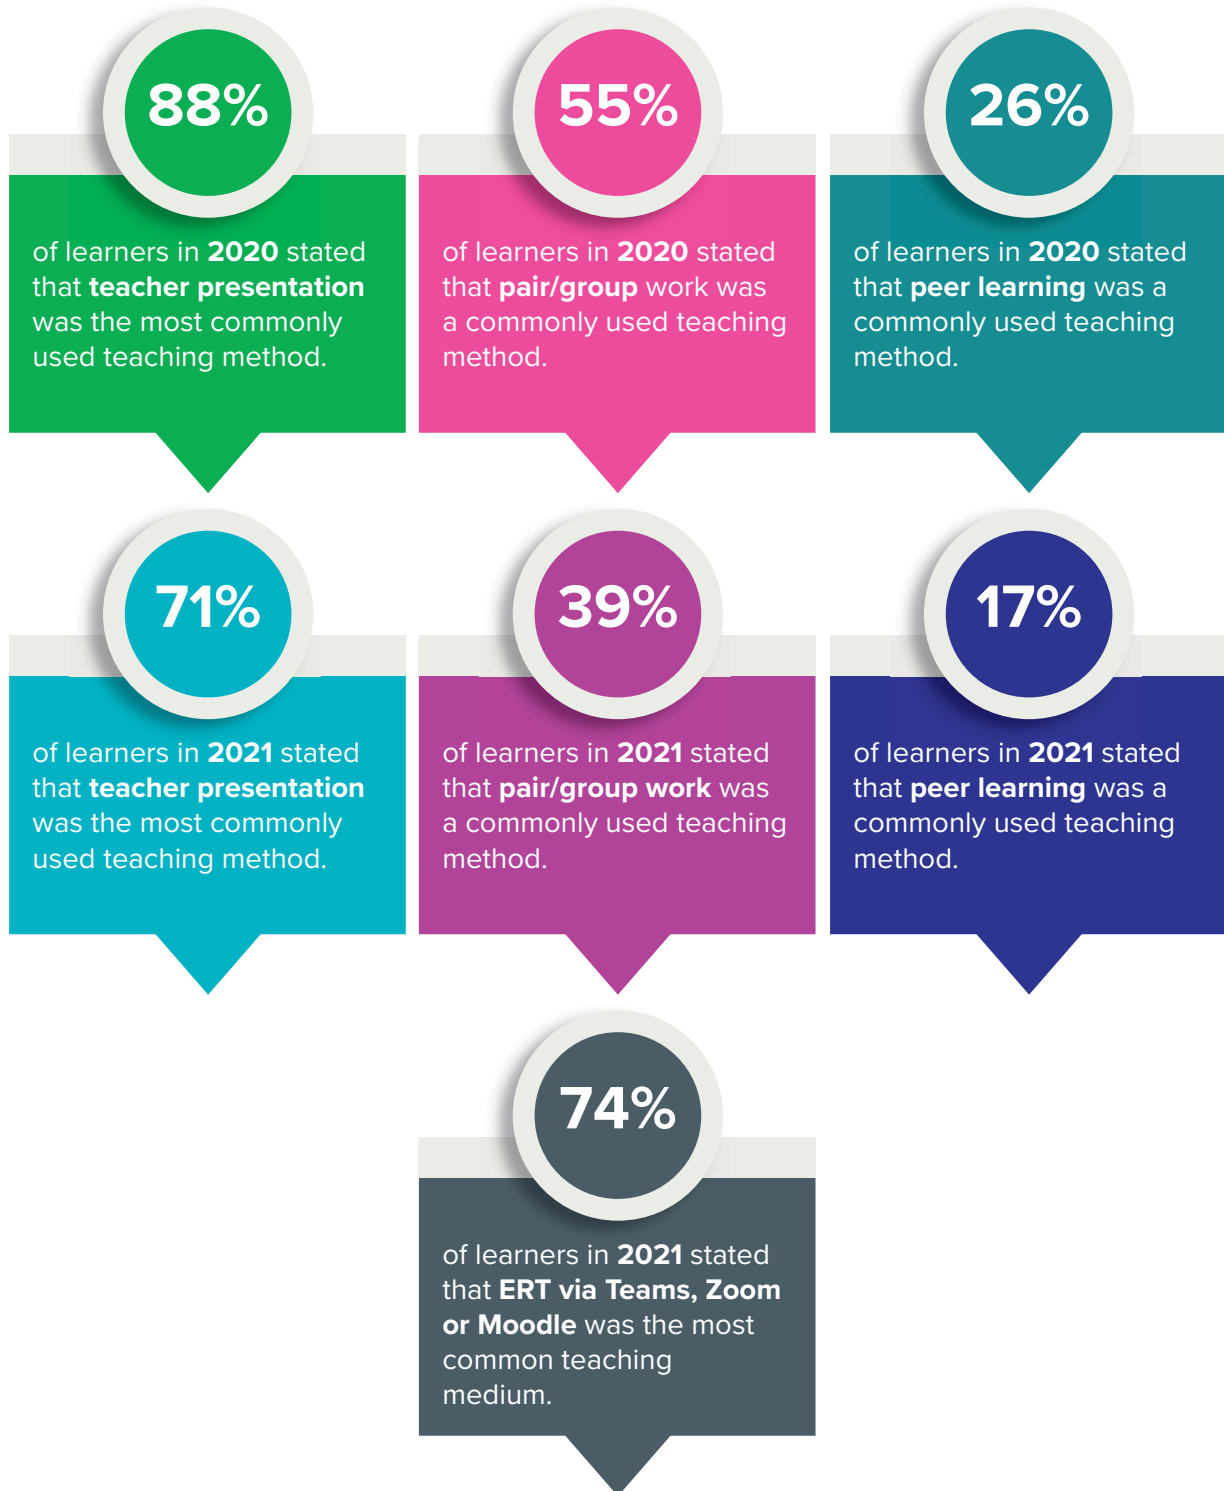 88%
of learners in 2020 stated
that teacher presentation
was the most commonly
used teaching method.
55%
of learners in 2020 stated
that pair/group work was
a commonly used teaching
method.
26%
of learners in 2020 stated
that peer learning was a
commonly used teaching
method.
71%
of learners in 2021 stated
that teacher presentation
was the most commonly
used teaching method.
39%
of learners in 2021 stated
that pair/group work was
a commonly used teaching
method.
17%
of learners in 2021 stated
that peer learning was a
commonly used teaching
method.
74%
of learners in 2021 stated
that ERT via Teams, Zoom
or Moodle was the most
common teaching
medium.